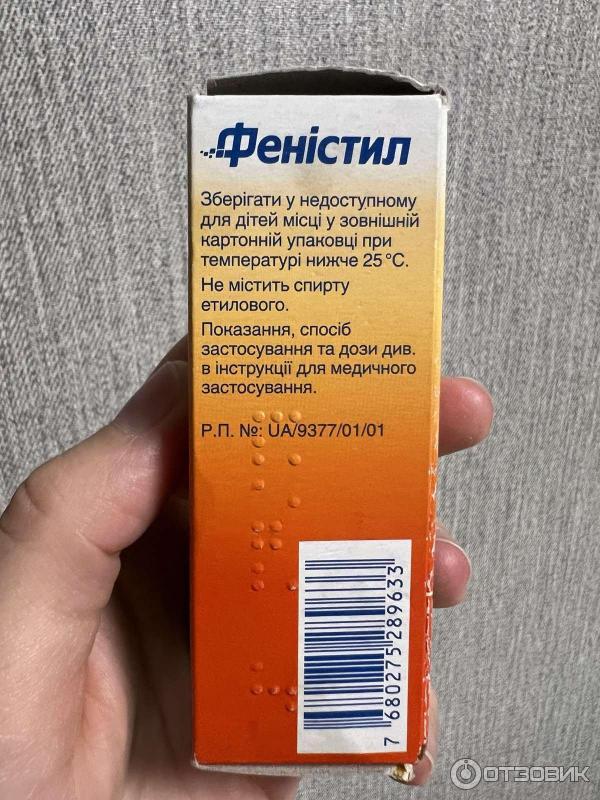 Феністил
Зберігати у недоступному
для дітей місці у зовнішній
картонній упаковці при
температурі нижче 25 °C.
Не містить спирту
етилового.
Показання, спосіб
застосування та дози див.
в інструкції для медичного
застосування.
Р.П. №: UA/9377/01/01
7 680275 289633
ОТЗОВИК